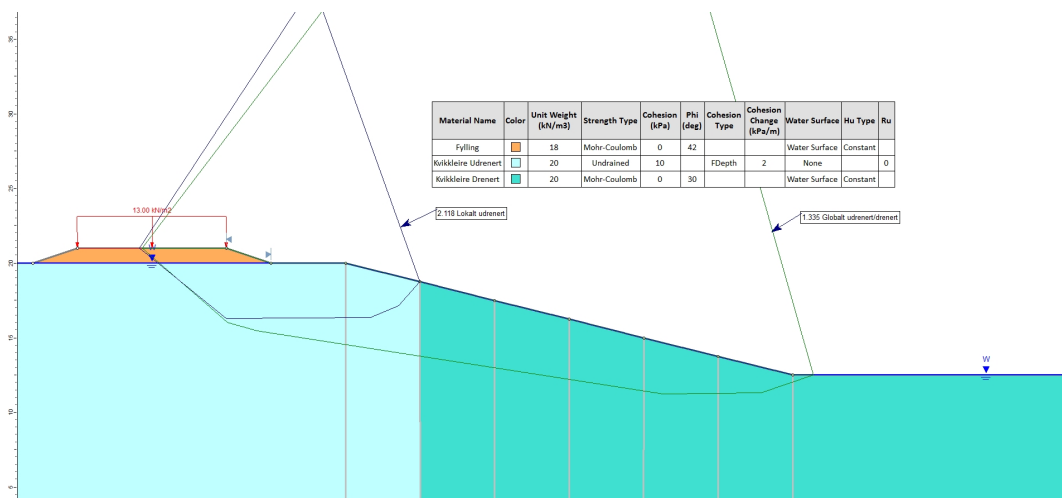 35
30
25
20
15
10
5
Material Name Color Unit Weight (kN/m3) Strength Type Cohesion (kPa) Phi (deg) Cohesion Type Cohesion Change (kPa/m) Water Surface Hu Type Ru
Fylling 18 Mohr-Coulomb 0 42 Water Surface Constant
Kvikkleire Udrenert 20 Undrained 10 FDepth 2 None 0
Kvikkleire Drenert 20 Mohr-Coulomb 0 30 Water Surface Constant
13.00 kN/m2
2.118 Lokalt udrenert
1.335 Globalt udrenert/drenert
W
W